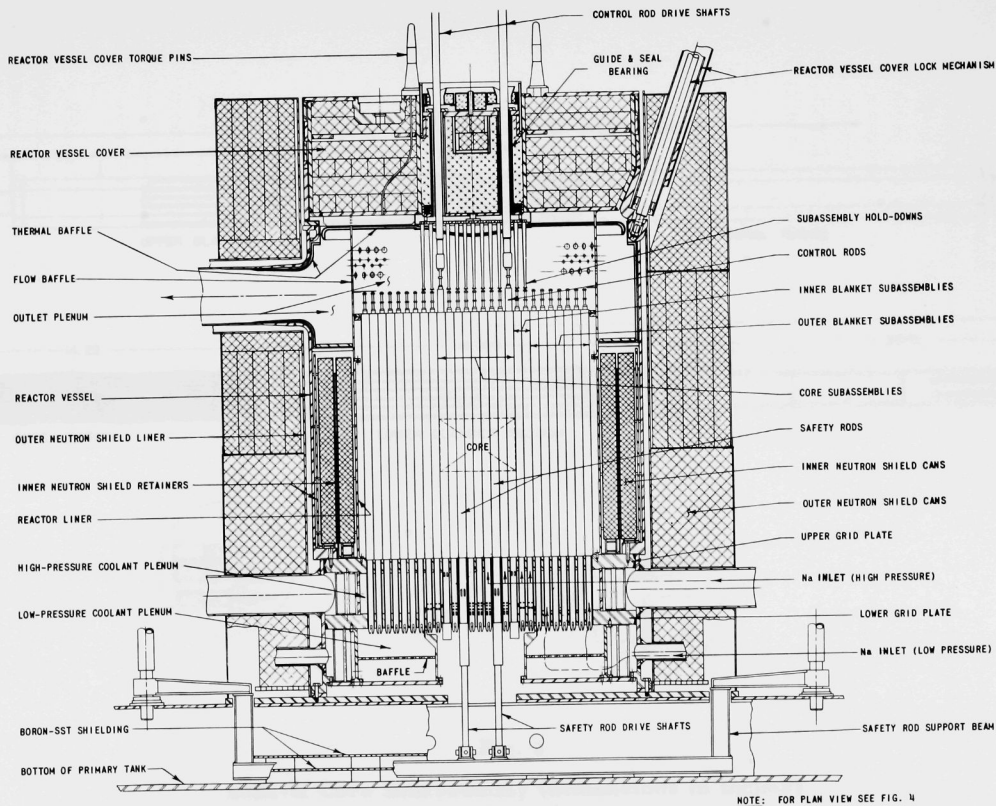 CONTROL ROD DRIVE SHAFTS
REACTOR VESSEL COVER TORQUE PINS
GUIDE & SEAL
BEARING
REACTOR VESSEL COVER LOCK MECHANISM
REACTOR VESSEL COVER
THERMAL BAFFLE
FLOW BAFFLE
OUTLET PLENUM
SUBASSEMBLY HOLD-DOWNS
CONTROL RODS
INNER BLANKET SUBASSEMBLIES
OUTER BLANKET SUBASSEMBLIES
REACTOR VESSEL
OUTER NEUTRON SHIELD LINER
INNER NEUTRON SHIELD RETAINERS
REACTOR LINER
CORE
CORE SUBASSEMBLIES
SAFETY RODS
INNER NEUTRON SHIELD CANS
OUTER NEUTRON SHIELD CANS
UPPER GRID PLATE
HIGH-PRESSURE COOLANT PLENUM
LOW-PRESSURE COOLANT PLENUM
Na INLET (HIGH PRESSURE)
LOWER GRID PLATE
Na INLET (LOW PRESSURE)
BAFFLE
BORON-SST SHIELDING
BOTTOM OF PRIMARY TANK
SAFETY ROD DRIVE SHAFTS
SAFETY ROD SUPPORT BEAM
NOTE: FOR PLAN VIEW SEE FIG. 4